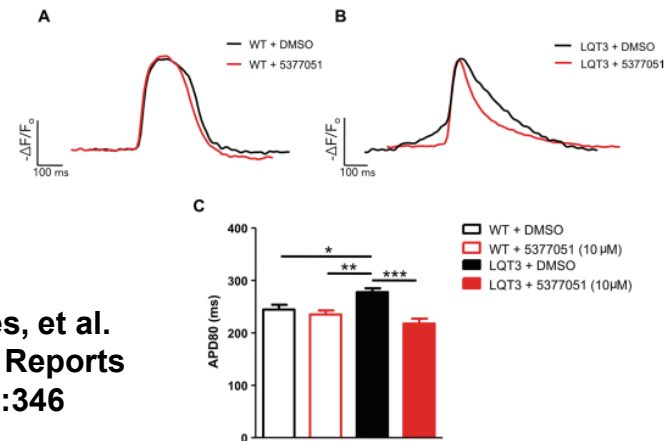 A
WT + DMSO
WT + 5377051
-ΔF/Fo
100 ms
B
LQT3 + DMSO
LQT3 + 5377051
-ΔF/Fo
100 ms
C
400
300
200
100
0
APD80 (ms)
*
** ***
WT + DMSO
WT + 5377051 (10 μM)
LQT3 + DMSO
LQT3 + 5377051 (10μM)
es, et al.
Reports
:346